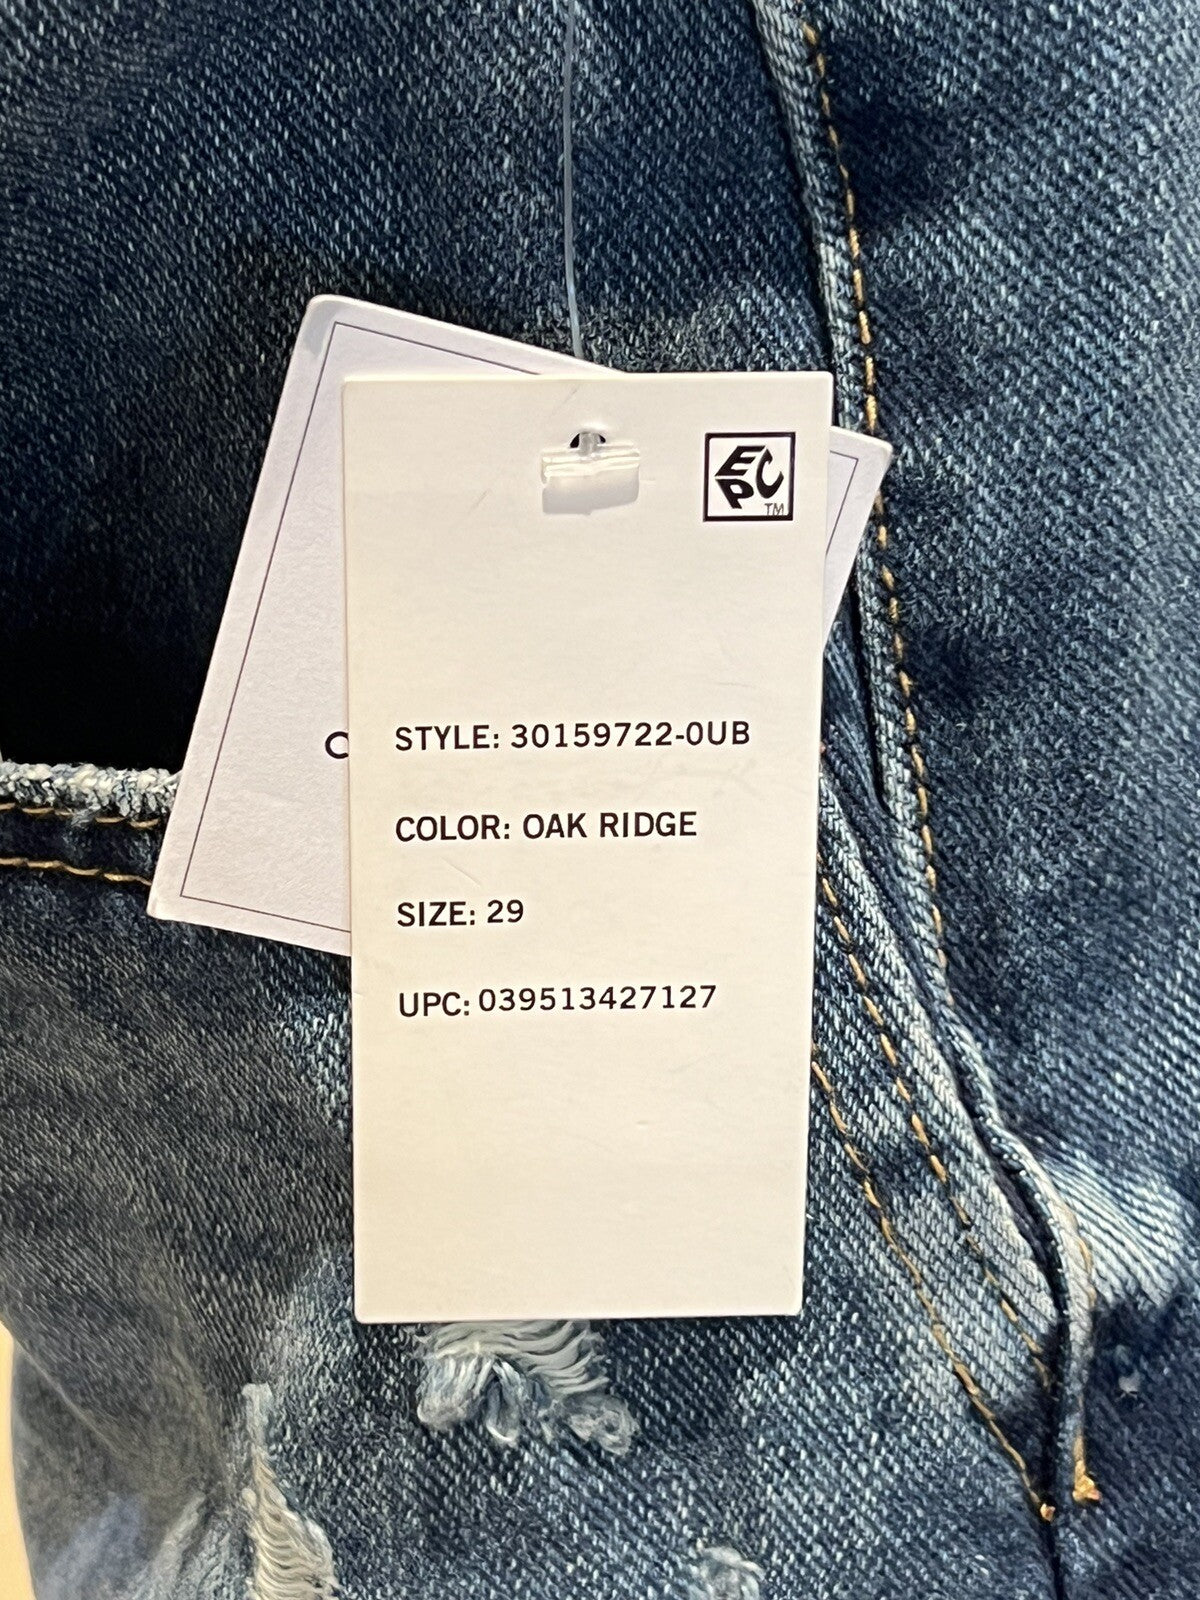 EPC
TM
C
STYLE: 30159722-0UB
COLOR: OAK RIDGE
SIZE: 29
UPC: 039513427127